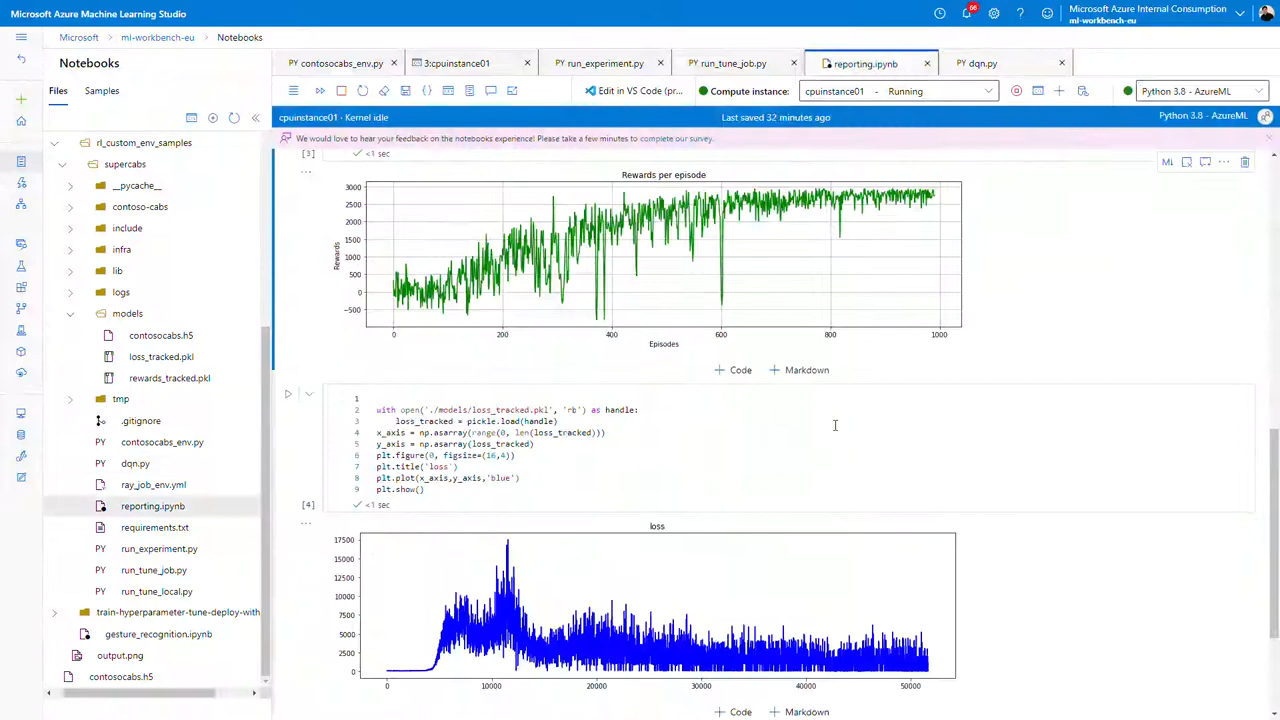 Microsoft Azure Machine Learning Studio
66
Microsoft Azure Internal Consumption
ml-workbench-eu
Microsoft
ml-workbench-eu
Notebooks
Notebooks
Files
Samples
PY contosocabs_env.py
3:cpuinstance01
PY run_experiment.py
PY run_tune_job.py
reporting.ipynb
PY dqn.py
Edit in VS Code (pr...
Compute instance:
cpuinstance01 - Running
Python 3.8 - AzureML
cpuinstance01 · Kernel idle
Last saved 32 minutes ago
Python 3.8 - AzureML
We would love to hear your feedback on the notebooks experience! Please take a few minutes to complete our survey.
rl_custom_env_samples
supercabs
__pycache__
contoso-cabs
include
infra
lib
logs
models
contosocabs.h5
loss_tracked.pkl
rewards_tracked.pkl
tmp
.gitignore
PY contosocabs_env.py
PY dqn.py
ray_job_env.yml
reporting.ipynb
requirements.txt
PY run_experiment.py
PY run_tune_job.py
PY run_tune_local.py
train-hyperparameter-tune-deploy-with
gesture_recognition.ipynb
output.png
contosocabs.h5
[3]
<1 sec
M↓
Rewards per episode
3000
2500
2000
1500
1000
500
0
−500
Rewards
0 200 400 600 800 1000
Episodes
+ Code + Markdown
1
2 with open('./models/loss_tracked.pkl', 'rb') as handle:
3 loss_tracked = pickle.load(handle)
4 x_axis = np.asarray(range(0, len(loss_tracked)))
5 y_axis = np.asarray(loss_tracked)
6 plt.figure(0, figsize=(16,4))
7 plt.title('loss')
8 plt.plot(x_axis,y_axis,'blue')
9 plt.show()
[4]
<1 sec
loss
17500
15000
12500
10000
7500
5000
2500
0
0 10000 20000 30000 40000 50000
+ Code + Markdown